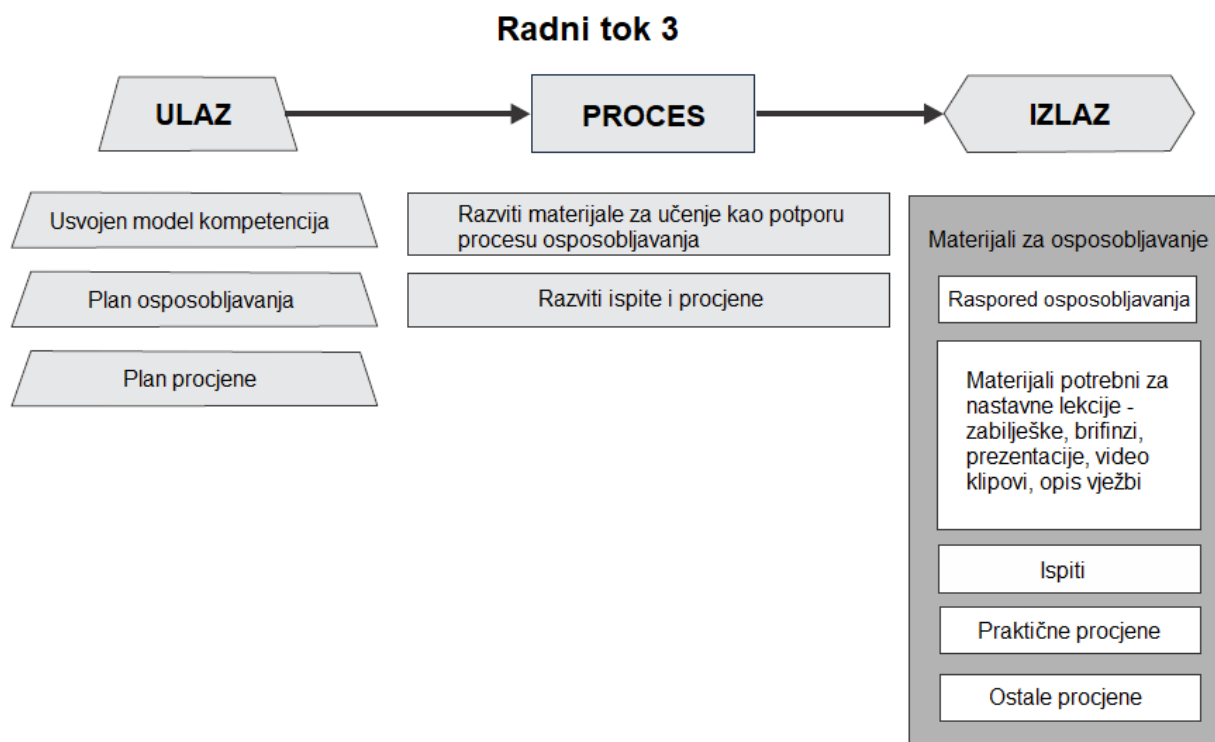 Radni tok 3
ULAZ
PROCES
IZLAZ
Usvojen model kompetencija
Plan osposobljavanja
Plan procjene
Razviti materijale za učenje kao potporu
procesu osposobljavanja
Razviti ispite i procjene
Materijali za osposobljavanje
Raspored osposobljavanja
Materijali potrebni za
nastavne lekcije -
zabilješke, brifinzi,
prezentacije, video
klipovi, opis vježbi
Ispiti
Praktične procjene
Ostale procjene